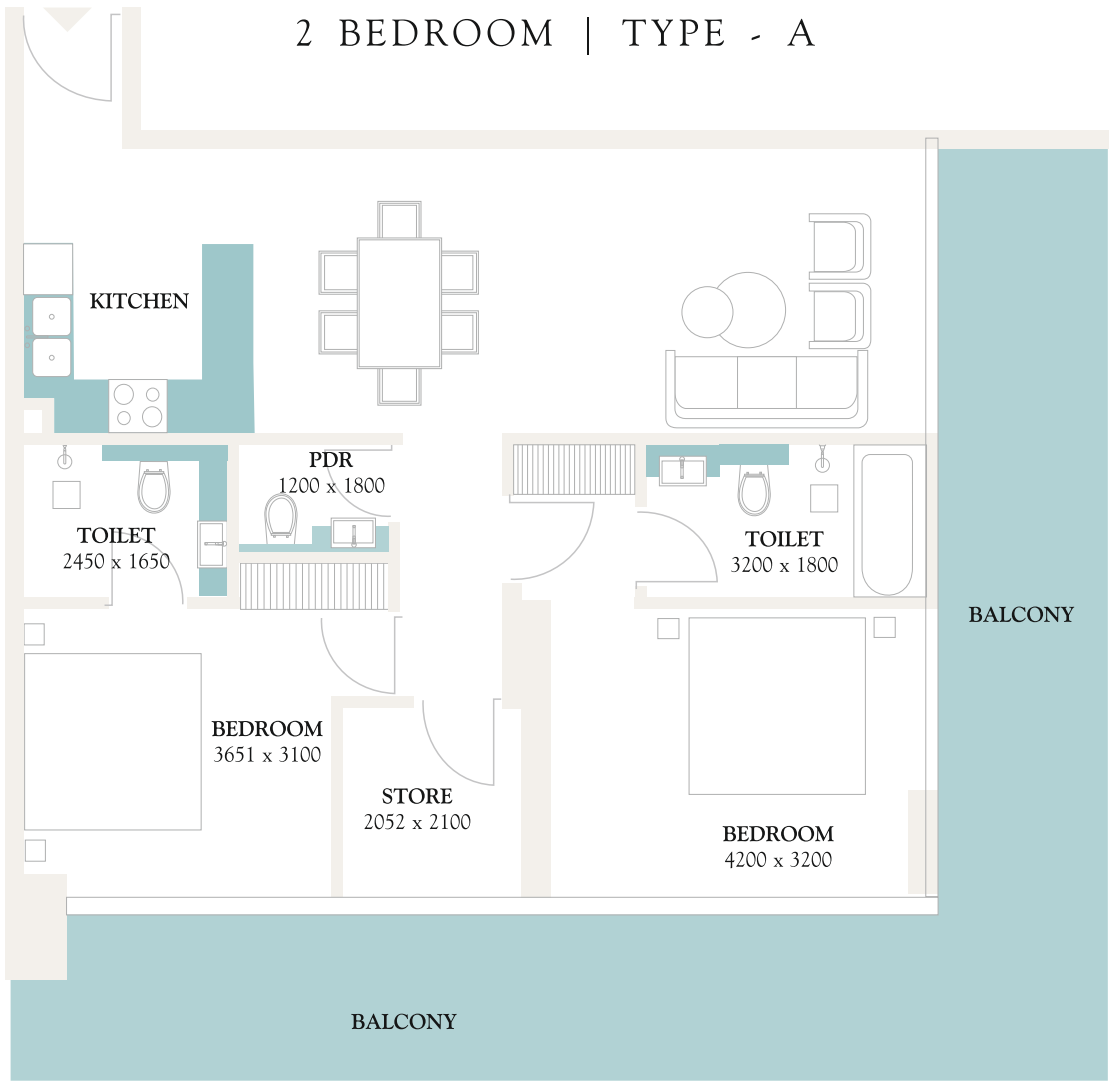 2 BEDROOM | TYPE - A
KITCHEN
PDR
1200 x 1800
TOILET
2450 x 1650
TOILET
3200 x 1800
BALCONY
BEDROOM
3651 x 3100
STORE
2052 x 2100
BEDROOM
4200 x 3200
BALCONY